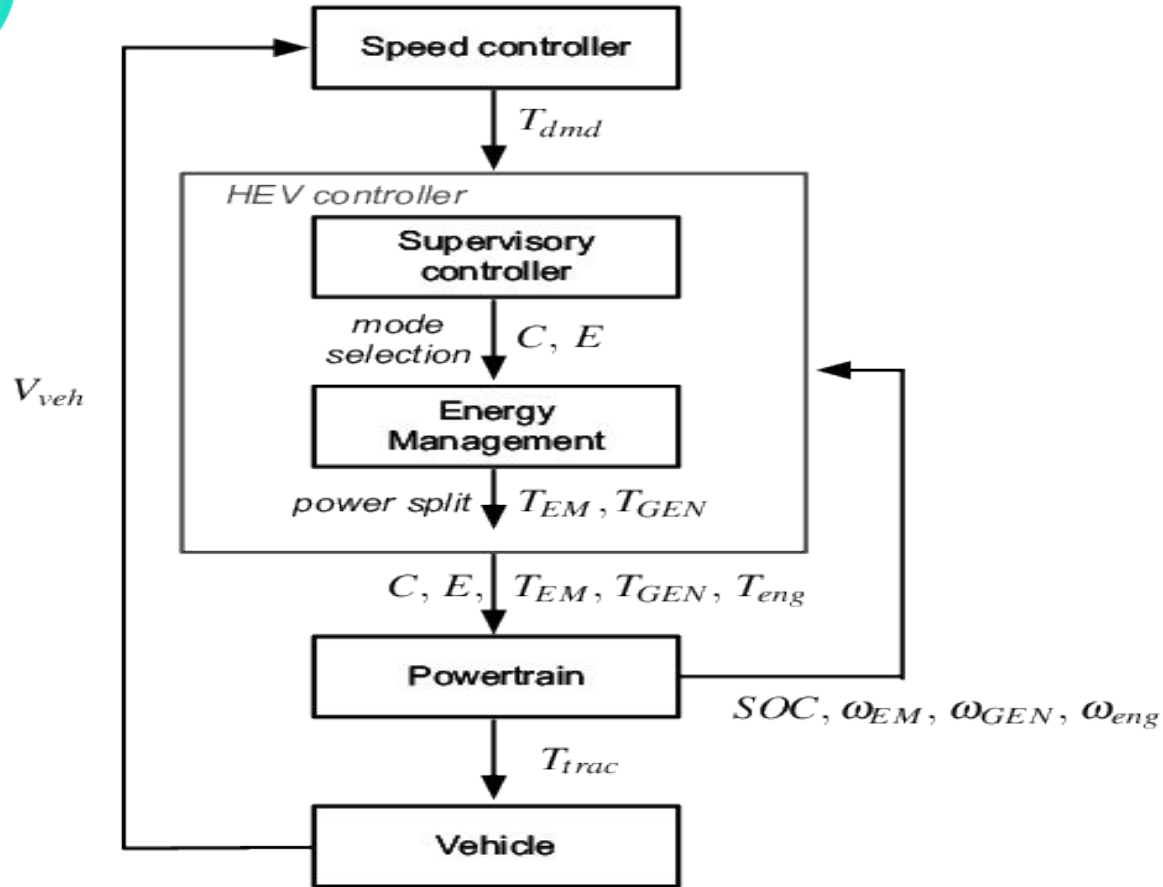 Speed controller
T_dmd
HEV controller
Supervisory
controller
mode
selection
C, E
V_veh
Energy
Management
power split
T_EM, T_GEN
C, E, T_EM, T_GEN, T_eng
Powertrain
SOC, ω_EM, ω_GEN, ω_eng
T_trac
Vehicle